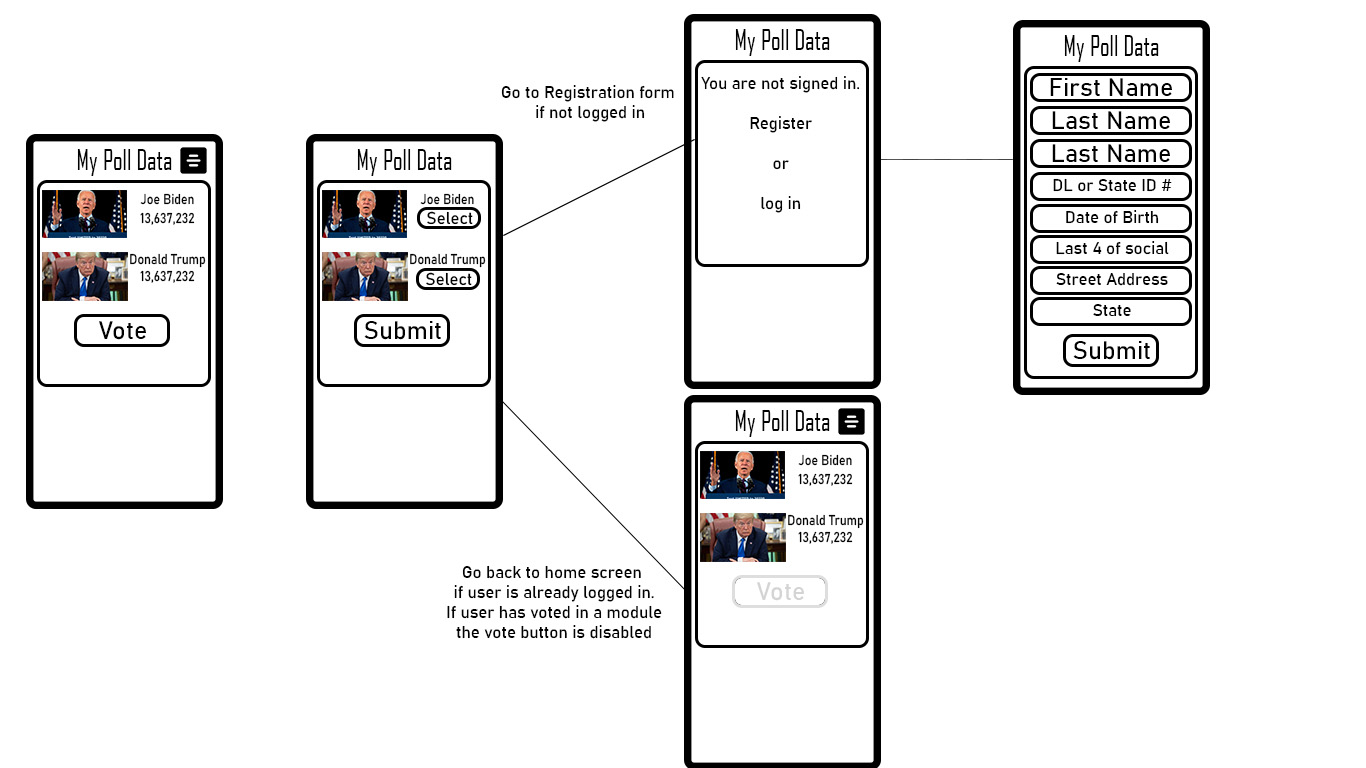 My Poll Data
Joe Biden
13,637,232
Donald Trump
13,637,232
Vote
My Poll Data
Joe Biden
Select
Donald Trump
Select
Submit
Go to Registration form
if not logged in
My Poll Data
You are not signed in.
Register
or
log in
My Poll Data
First Name
Last Name
Last Name
DL or State ID #
Date of Birth
Last 4 of social
Street Address
State
Submit
Go back to home screen
if user is already logged in.
If user has voted in a module
the vote button is disabled
My Poll Data
Joe Biden
13,637,232
Donald Trump
13,637,232
Vote